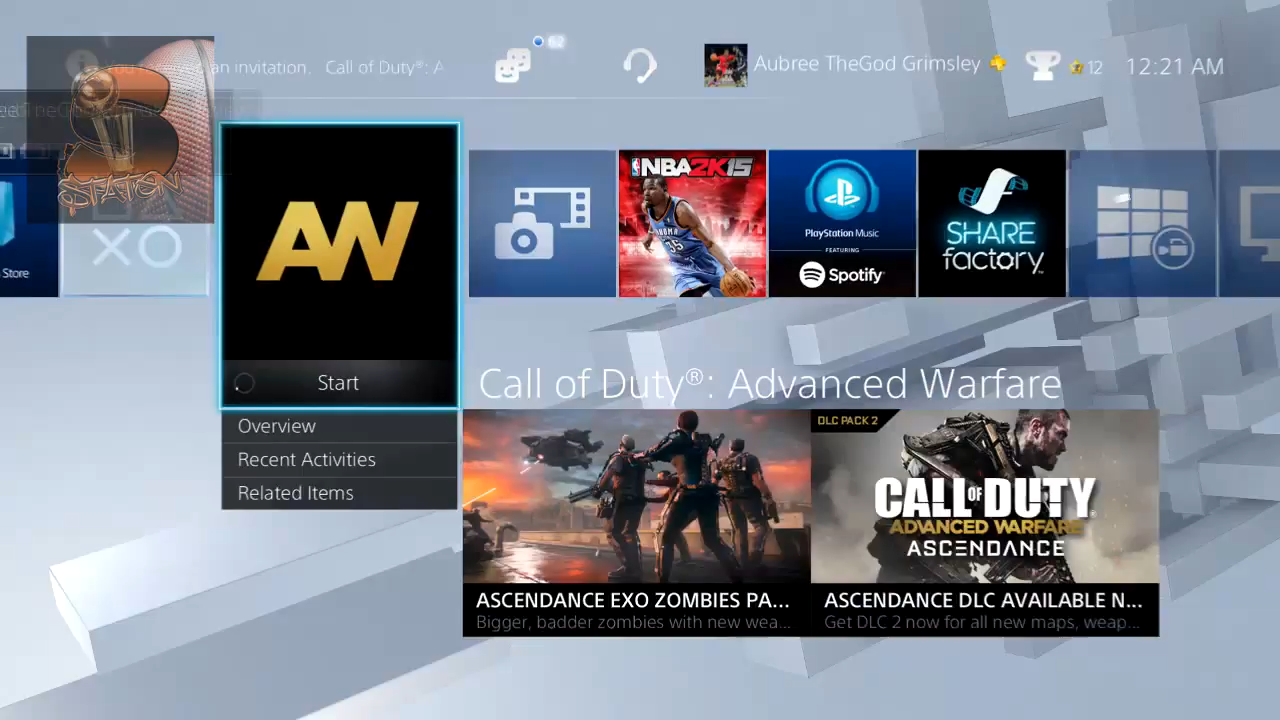 an invitation. Call of Duty®: A
62
Aubree TheGod Grimsley
12
12:21 AM
S
STATEN
Store
XO
AW
NBA2K15
PlayStation Music
FEATURING
Spotify
SHARE
factory
Start
Call of Duty®: Advanced Warfare
Overview
Recent Activities
Related Items
DLC PACK 2
CALL OF DUTY
ADVANCED WARFARE
ASCENDANCE
ASCENDANCE EXO ZOMBIES PA...
Bigger, badder zombies with new wea...
ASCENDANCE DLC AVAILABLE N...
Get DLC 2 now for all new maps, weap...